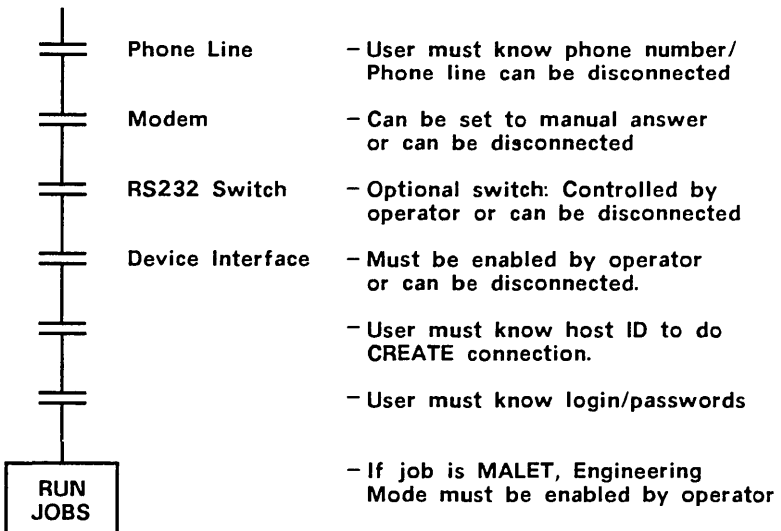 Phone Line – User must know phone number/
Phone line can be disconnected
Modem – Can be set to manual answer
or can be disconnected
RS232 Switch – Optional switch: Controlled by
operator or can be disconnected
Device Interface – Must be enabled by operator
or can be disconnected.
– User must know host ID to do
CREATE connection.
– User must know login/passwords
– If job is MALET, Engineering
Mode must be enabled by operator
RUN
JOBS